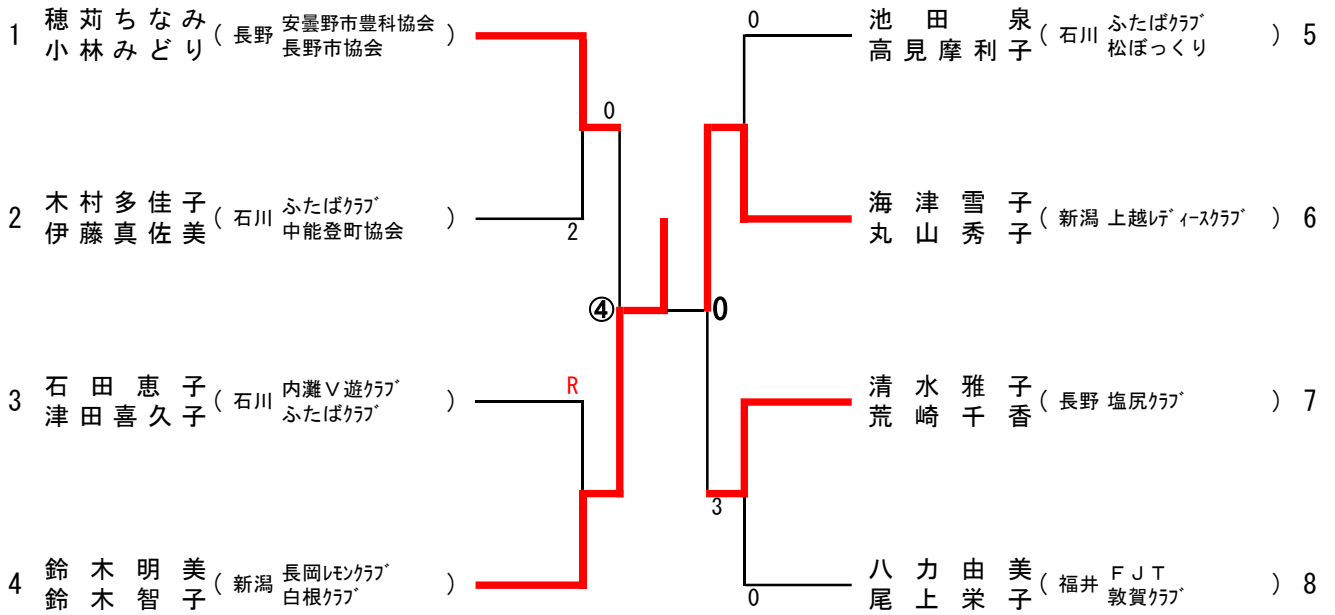 1 穂苅ちなみ 小林みどり ( 長野 安曇野市豊科協会 長野市協会 )
0
2 木村多佳子 伊藤真佐美 ( 石川 ふたばｸﾗﾌﾞ 中能登町協会 )
2
④
3 石田恵子 津田喜久子 ( 石川 内灘Ｖ遊ｸﾗﾌﾞ ふたばｸﾗﾌﾞ )
R
4 鈴木明美 鈴木智子 ( 新潟 長岡ﾚﾓﾝｸﾗﾌﾞ 白根ｸﾗﾌﾞ )
0
池田泉 高見摩利子 ( 石川 ふたばｸﾗﾌﾞ 松ぼっくり ) 5
海津雪子 丸山秀子 ( 新潟 上越ﾚﾃﾞｨｰｽｸﾗﾌﾞ ) 6
0
清水雅子 荒崎千香 ( 長野 塩尻ｸﾗﾌﾞ ) 7
3
八力由美 尾上栄子 ( 福井 ＦＪＴ 敦賀ｸﾗﾌﾞ ) 8
0